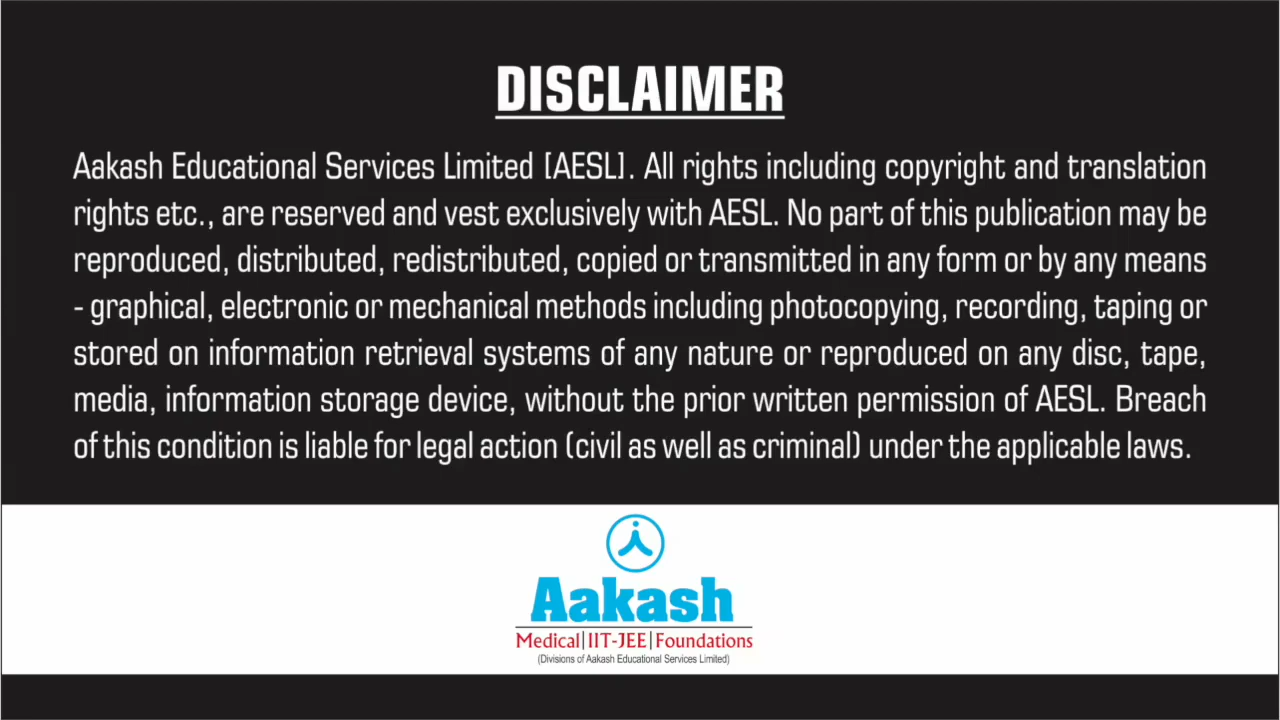 DISCLAIMER
Aakash Educational Services Limited [AESL]. All rights including copyright and translation
rights etc., are reserved and vest exclusively with AESL. No part of this publication may be
reproduced, distributed, redistributed, copied or transmitted in any form or by any means
- graphical, electronic or mechanical methods including photocopying, recording, taping or
stored on information retrieval systems of any nature or reproduced on any disc, tape,
media, information storage device, without the prior written permission of AESL. Breach
of this condition is liable for legal action (civil as well as criminal) under the applicable laws.
Aakash
Medical|IIT-JEE|Foundations
(Divisions of Aakash Educational Services Limited)